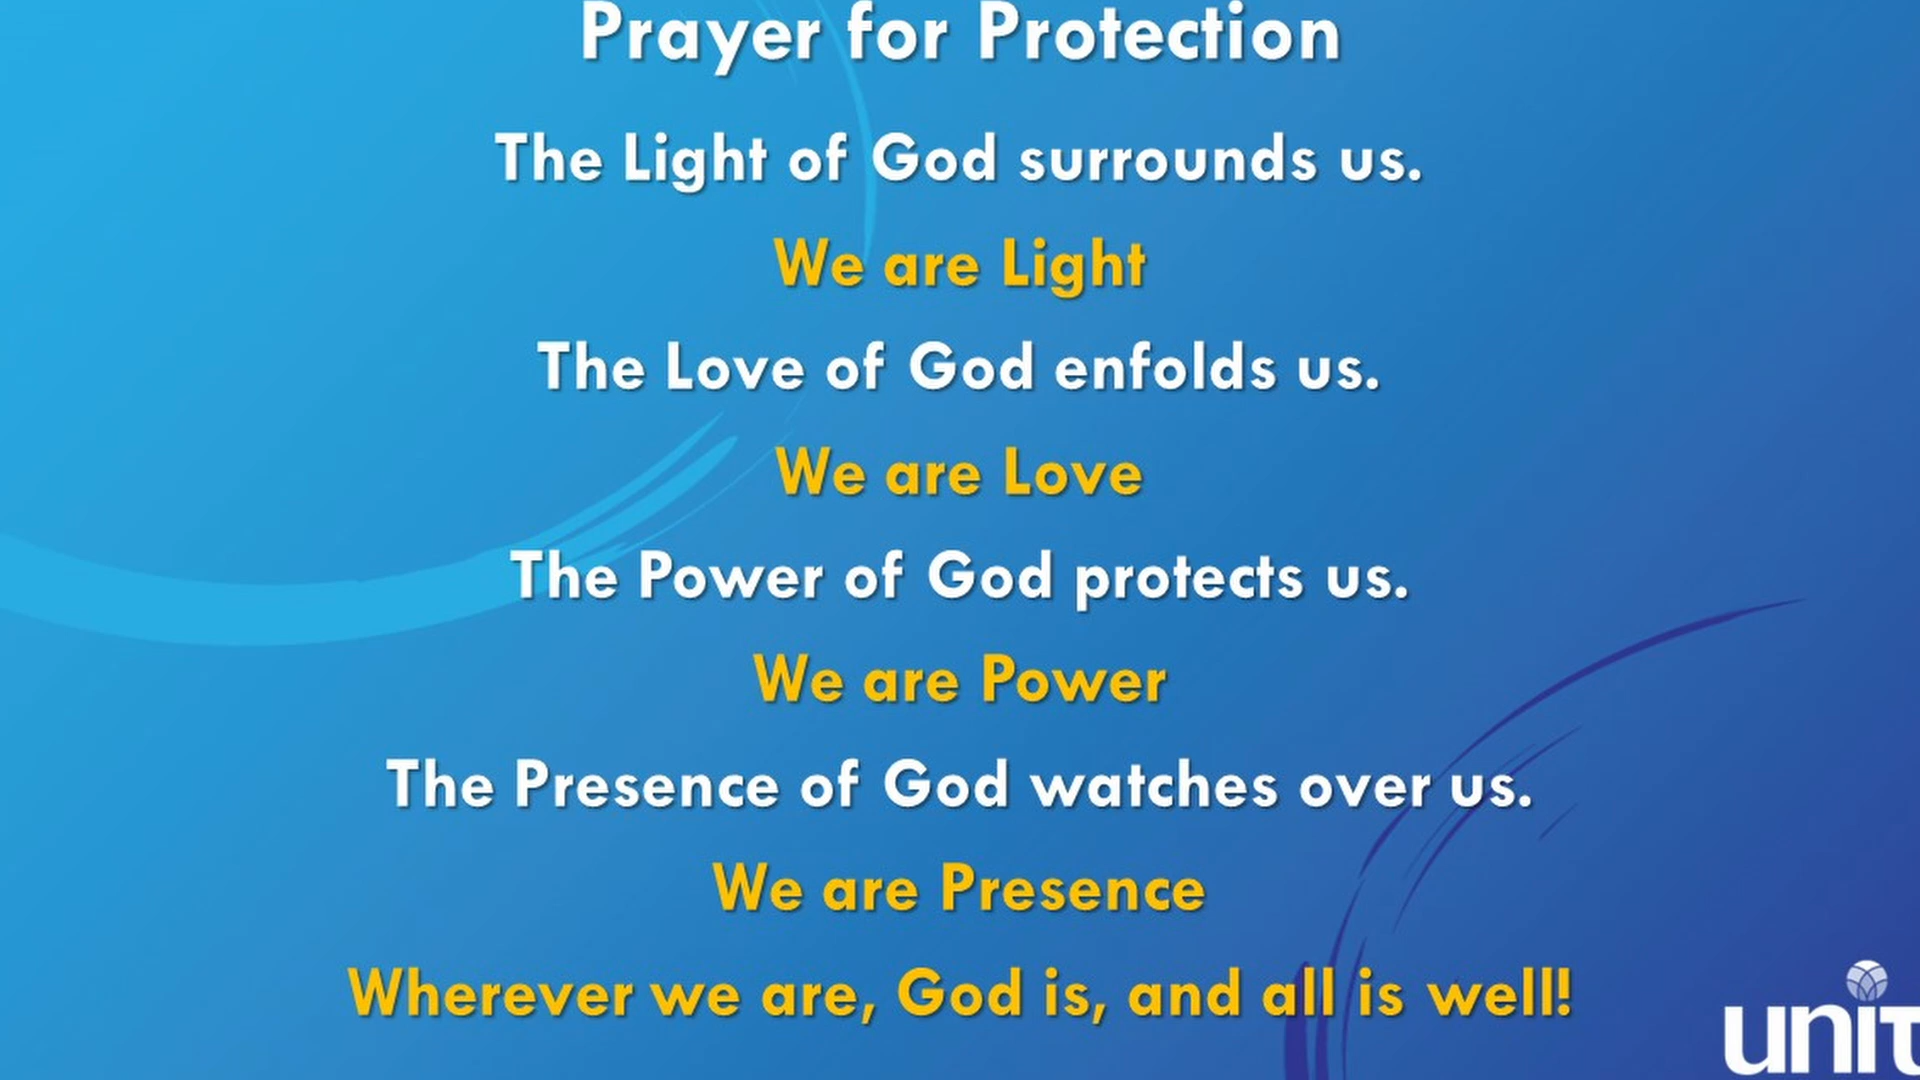 Prayer for Protection
The Light of God surrounds us.
We are Light
The Love of God enfolds us.
We are Love
The Power of God protects us.
We are Power
The Presence of God watches over us.
We are Presence
Wherever we are, God is, and all is well!